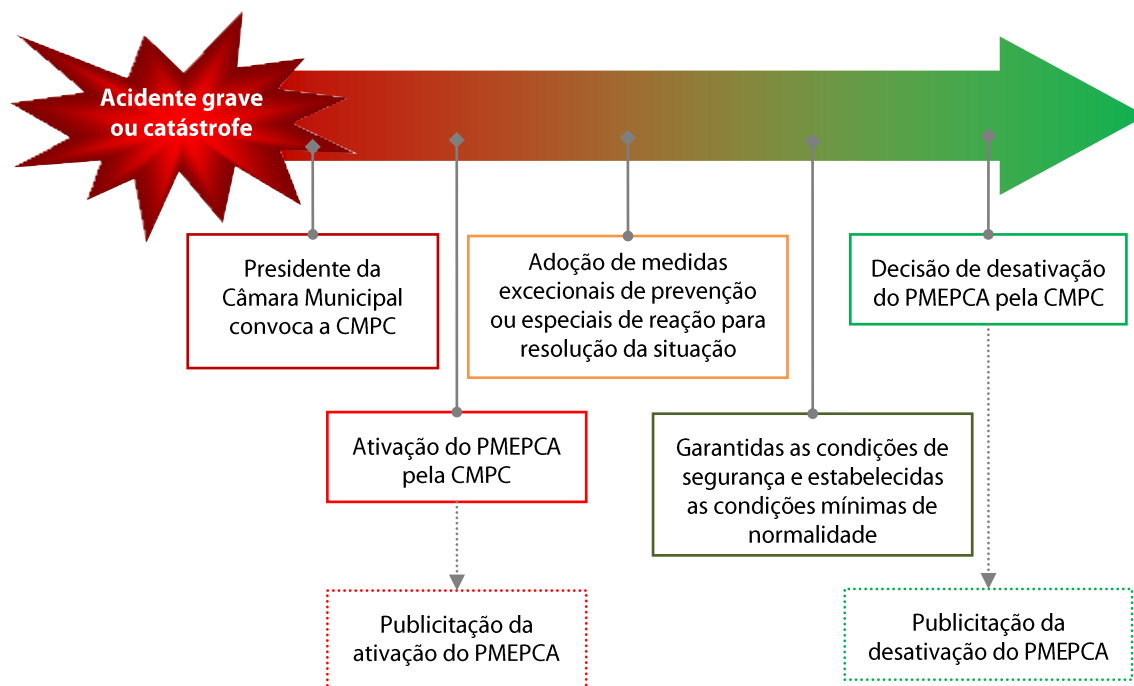 Acidente grave
ou catástrofe
Presidente da
Câmara Municipal
convoca a CMPC
Adoção de medidas
excecionais de prevenção
ou especiais de reação para
resolução da situação
Decisão de desativação
do PMEPCA pela CMPC
Ativação do PMEPCA
pela CMPC
Garantidas as condições de
segurança e estabelecidas
as condições mínimas de
normalidade
Publicitação da
ativação do PMEPCA
Publicitação da
desativação do PMEPCA